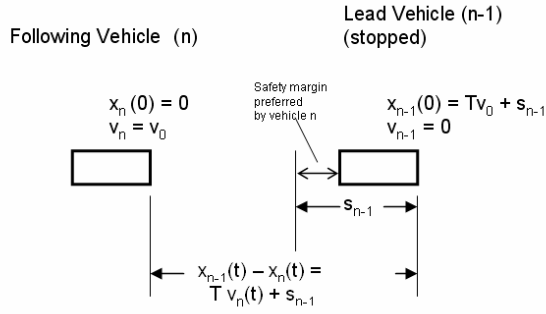 Following Vehicle (n)
Lead Vehicle (n-1)
(stopped)
xₙ(0) = 0
vₙ = v₀
Safety margin
preferred
by vehicle n
xₙ₋₁(0) = Tv₀ + sₙ₋₁
vₙ₋₁ = 0
sₙ₋₁
xₙ₋₁(t) – xₙ(t) =
T vₙ(t) + sₙ₋₁